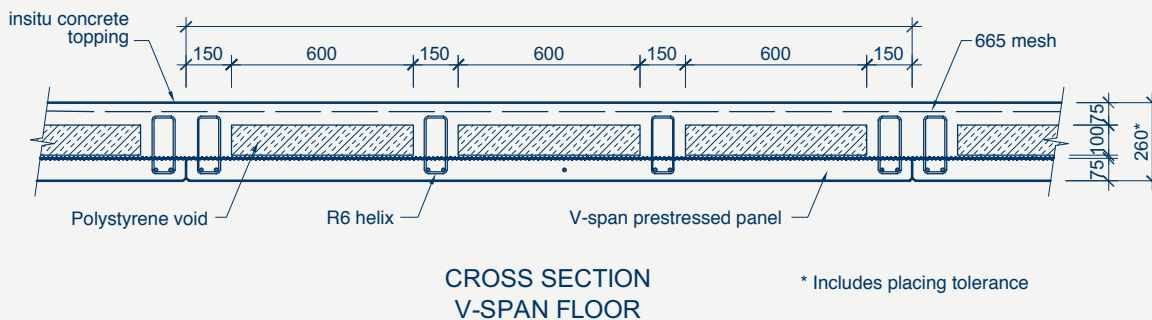 insitu concrete
topping
150
600
150
600
150
600
150
665 mesh
75
100
75
260*
Polystyrene void
R6 helix
V-span prestressed panel
CROSS SECTION
V-SPAN FLOOR
* Includes placing tolerance